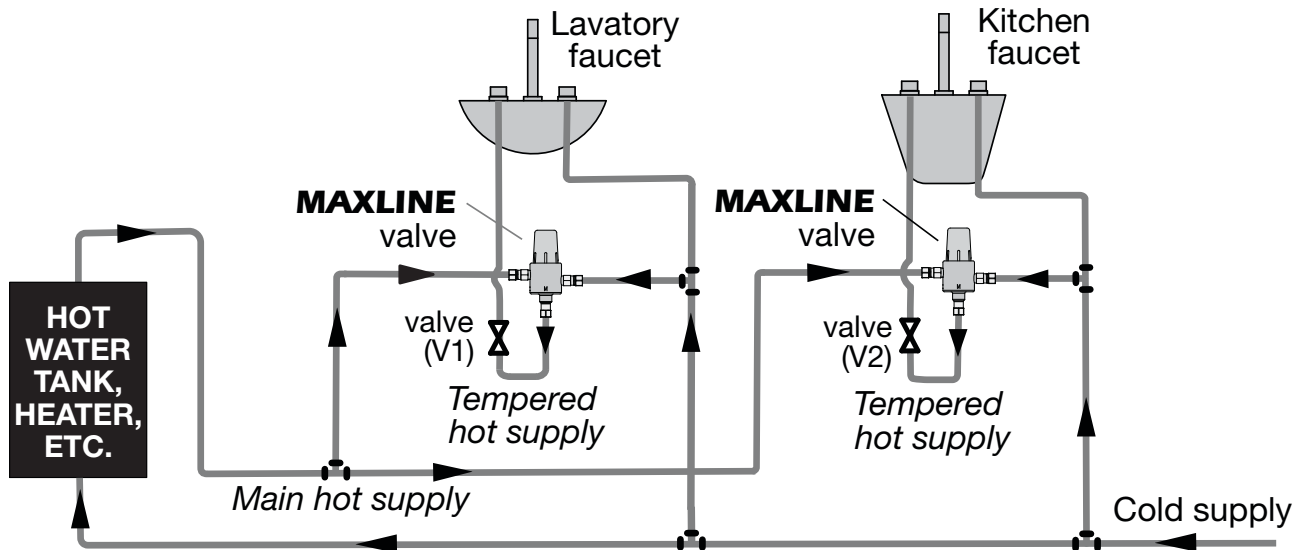 Lavatory
faucet
Kitchen
faucet
MAXLINE
valve
MAXLINE
valve
HOT
WATER
TANK,
HEATER,
ETC.
valve
(V1)
valve
(V2)
Tempered
hot supply
Tempered
hot supply
Main hot supply
Cold supply